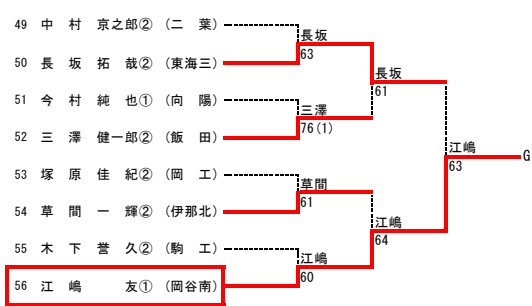 49 中村 京之郎② （二 葉）
長坂
63
50 長坂 拓哉② （東海三）
長坂
61
51 今村 純也① （向 陽）
三澤
76(1)
52 三澤 健一郎② （飯 田）
江嶋
63
G
53 塚原 佳紀② （岡 工）
草間
61
54 草間 一輝② （伊那北）
江嶋
64
55 木下 誉久② （駒 工）
江嶋
60
56 江嶋 友① （岡谷南）